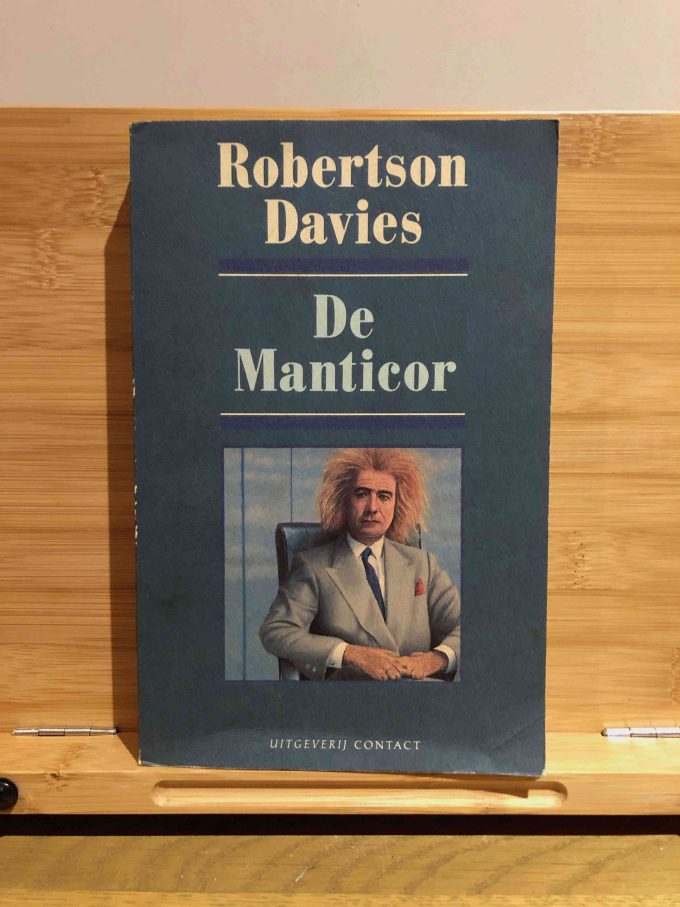 Robertson
Davies
De
Manticor
UITGEVERIJ CONTACT